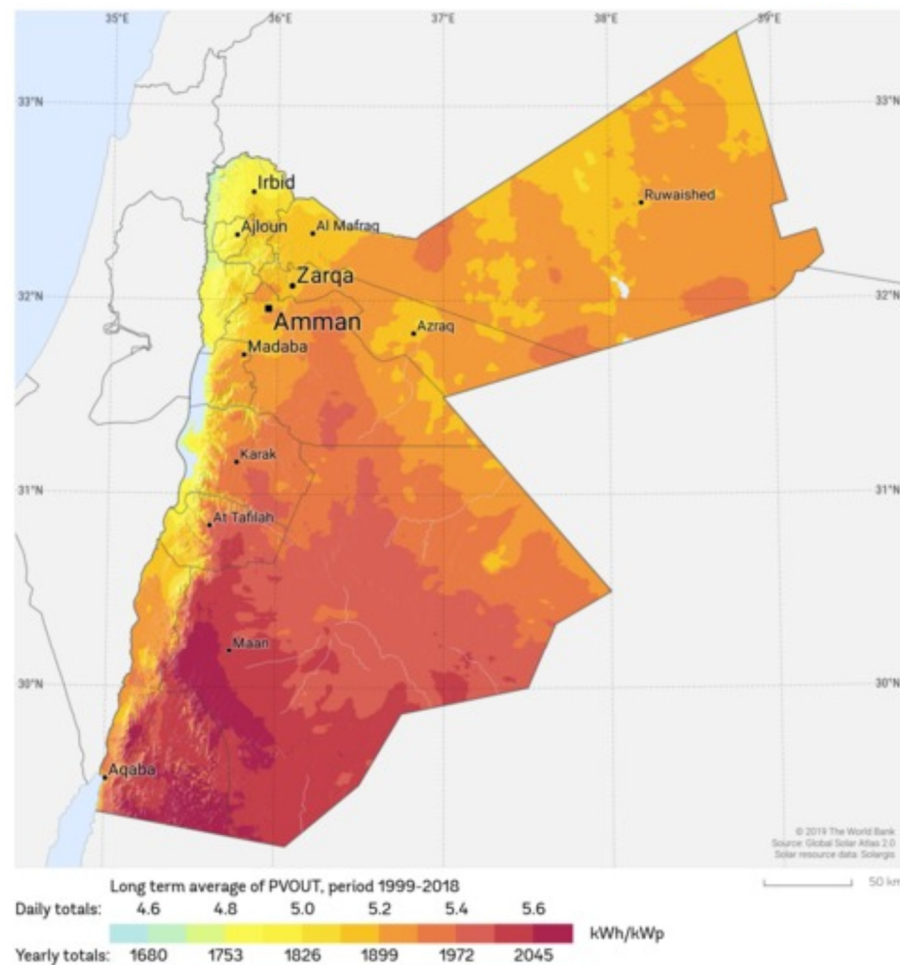 35°E 36°E 37°E 38°E 39°E
33°N 33°N
Irbid
Ruwaished
Ajloun
Al Mafraq
Zarqa
32°N 32°N
Amman
Azraq
Madaba
Karak
31°N 31°N
At Tafilah
Maan
30°N 30°N
Aqaba
© 2019 The World Bank
Source: Global Solar Atlas 2.0
Solar resource data: Solargis
50 km
Long term average of PVOUT, period 1999-2018
Daily totals: 4.6 4.8 5.0 5.2 5.4 5.6
kWh/kWp
Yearly totals: 1680 1753 1826 1899 1972 2045